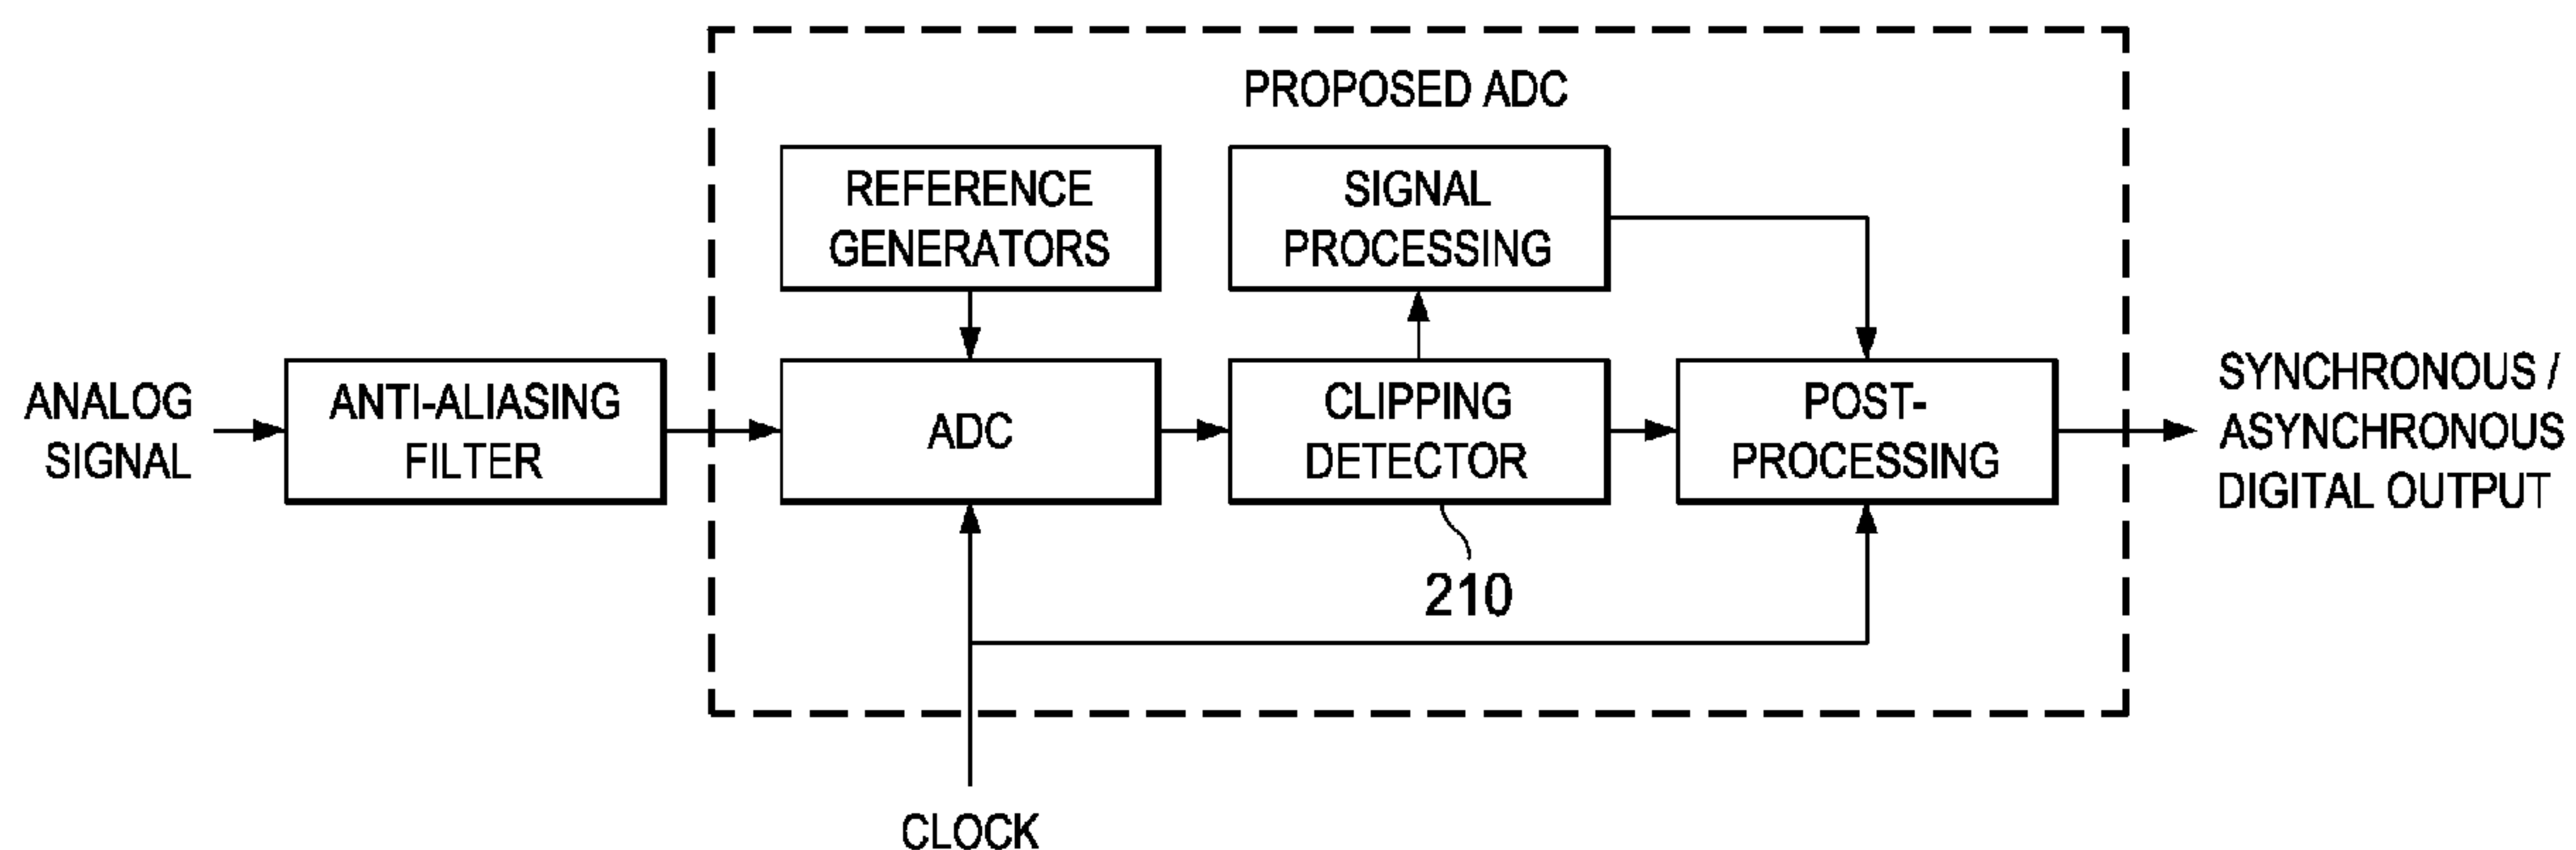 PROPOSED ADC
REFERENCE
GENERATORS
SIGNAL
PROCESSING
ANALOG
SIGNAL
ANTI-ALIASING
FILTER
ADC
CLIPPING
DETECTOR
POST-
PROCESSING
SYNCHRONOUS /
ASYNCHRONOUS
DIGITAL OUTPUT
210
CLOCK